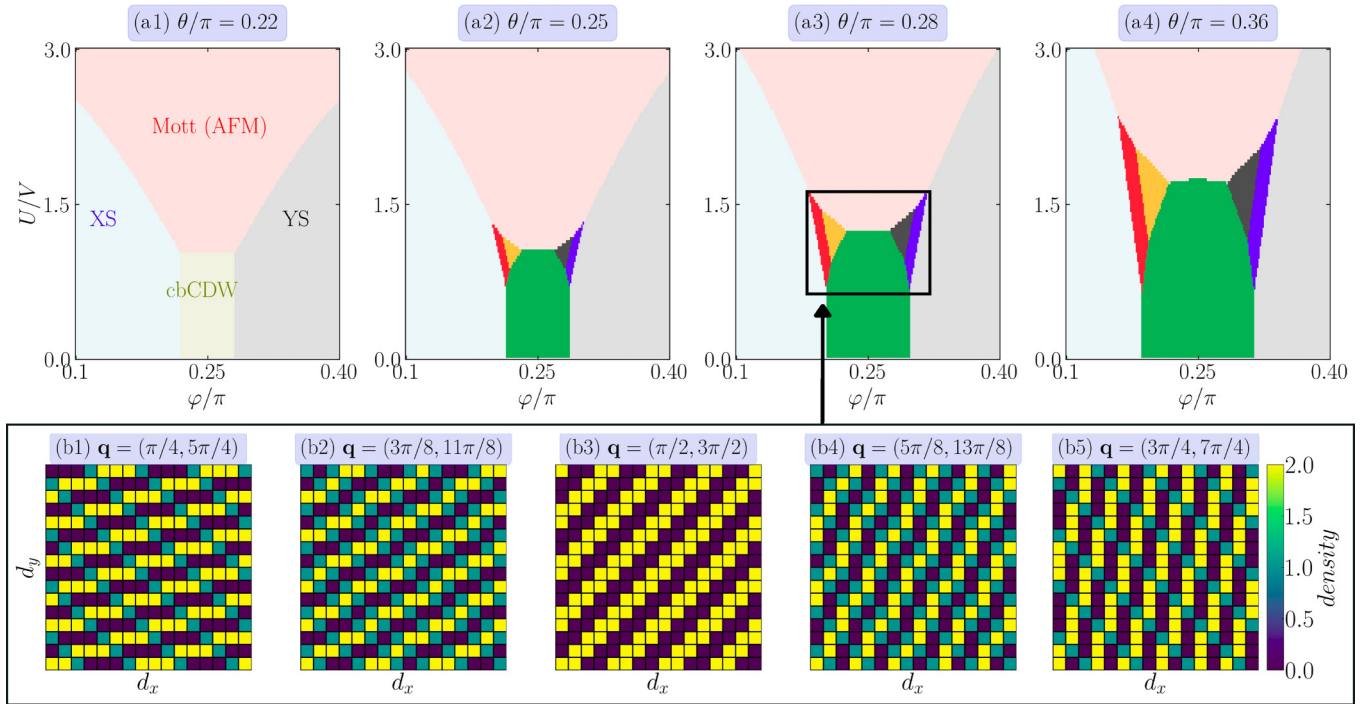 (a1) θ/π = 0.22
(a2) θ/π = 0.25
(a3) θ/π = 0.28
(a4) θ/π = 0.36
3.0
3.0
3.0
3.0
Mott (AFM)
U/V
1.5
1.5
1.5
1.5
XS
YS
cbCDW
0.0
0.0
0.0
0.0
0.1 0.25 0.40
0.1 0.25 0.40
0.1 0.25 0.40
0.1 0.25 0.40
φ/π
φ/π
φ/π
φ/π
(b1) q = (π/4, 5π/4)
(b2) q = (3π/8, 11π/8)
(b3) q = (π/2, 3π/2)
(b4) q = (5π/8, 13π/8)
(b5) q = (3π/4, 7π/4)
2.0
1.5
1.0
0.5
0.0
density
d_y
d_x
d_x
d_x
d_x
d_x